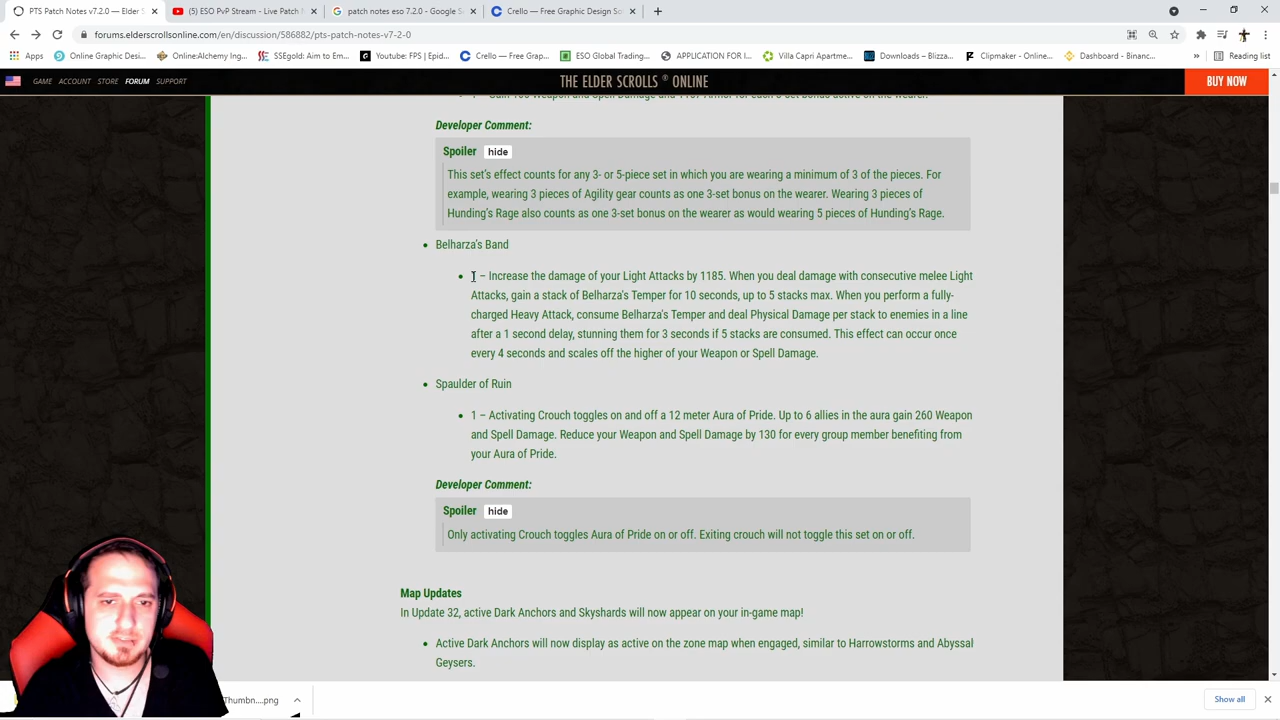 PTS Patch Notes v7.2.0 — Elder S
(5) ESO PvP Stream - Live Patch N
patch notes eso 7.2.0 - Google S
Crello — Free Graphic Design So
forums.elderscrollsonline.com/en/discussion/586882/pts-patch-notes-v7-2-0
Apps
Online Graphic Desi...
Online:Alchemy Ing...
SSEgold: Aim to Em...
Youtube: FPS | Epid...
Crello — Free Grap...
ESO Global Trading...
APPLICATION FOR I...
Villa Capri Apartme...
Downloads – Blizza...
Clipmaker - Online...
Dashboard - Binanc...
»
Reading list
GAME ACCOUNT STORE FORUM SUPPORT
THE ELDER SCROLLS ® ONLINE
BUY NOW
Developer Comment:
Spoiler hide
This set's effect counts for any 3- or 5-piece set in which you are wearing a minimum of 3 of the pieces. For
example, wearing 3 pieces of Agility gear counts as one 3-set bonus on the wearer. Wearing 3 pieces of
Hunding's Rage also counts as one 3-set bonus on the wearer as would wearing 5 pieces of Hunding's Rage.
Belharza's Band
– Increase the damage of your Light Attacks by 1185. When you deal damage with consecutive melee Light
Attacks, gain a stack of Belharza's Temper for 10 seconds, up to 5 stacks max. When you perform a fully-
charged Heavy Attack, consume Belharza's Temper and deal Physical Damage per stack to enemies in a line
after a 1 second delay, stunning them for 3 seconds if 5 stacks are consumed. This effect can occur once
every 4 seconds and scales off the higher of your Weapon or Spell Damage.
Spaulder of Ruin
1 – Activating Crouch toggles on and off a 12 meter Aura of Pride. Up to 6 allies in the aura gain 260 Weapon
and Spell Damage. Reduce your Weapon and Spell Damage by 130 for every group member benefiting from
your Aura of Pride.
Developer Comment:
Spoiler hide
Only activating Crouch toggles Aura of Pride on or off. Exiting crouch will not toggle this set on or off.
Map Updates
In Update 32, active Dark Anchors and Skyshards will now appear on your in-game map!
Active Dark Anchors will now display as active on the zone map when engaged, similar to Harrowstorms and Abyssal
Geysers.
Thumbn....png
Show all